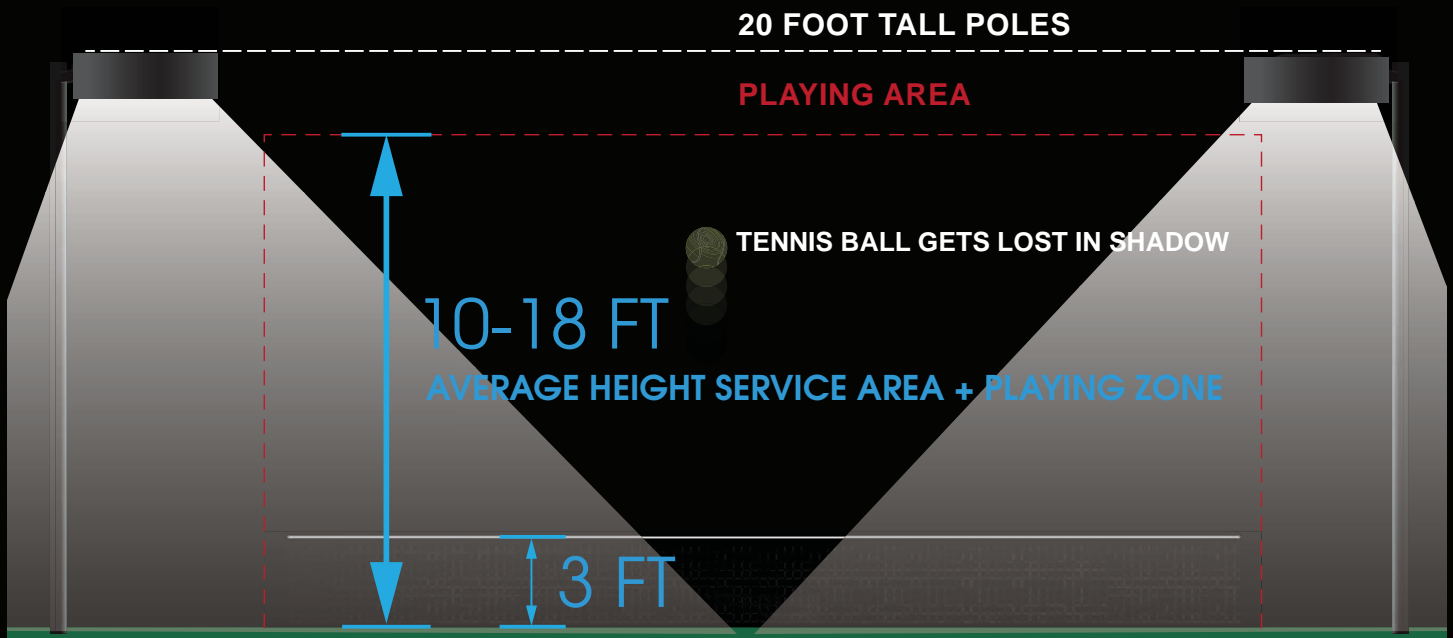 20 FOOT TALL POLES
PLAYING AREA
TENNIS BALL GETS LOST IN SHADOW
10-18 FT
AVERAGE HEIGHT SERVICE AREA + PLAYING ZONE
3 FT